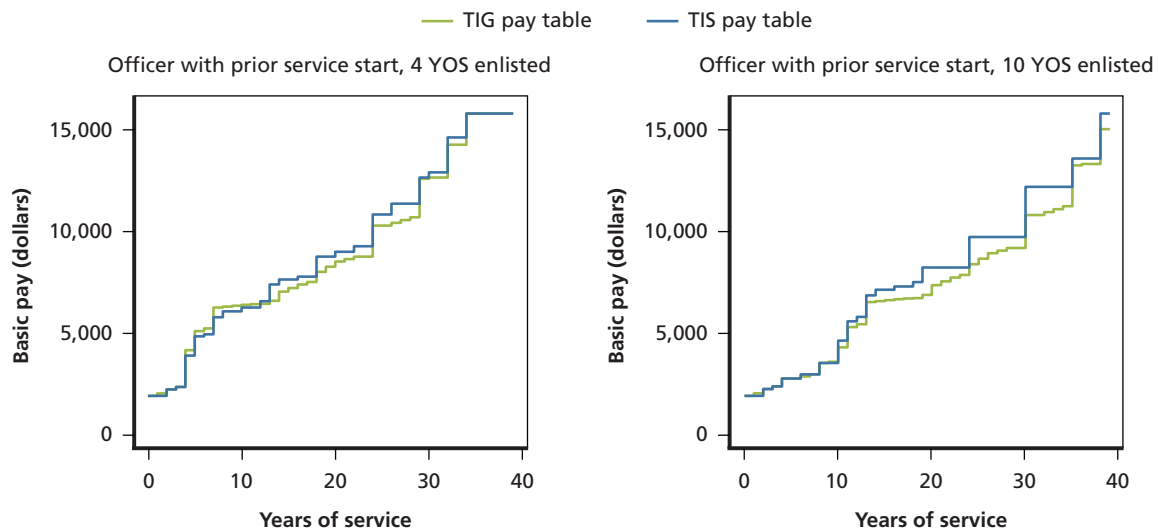 TIG pay table TIS pay table
Officer with prior service start, 4 YOS enlisted
Basic pay (dollars)
15,000
10,000
5,000
0
0 10 20 30 40
Years of service
Officer with prior service start, 10 YOS enlisted
Basic pay (dollars)
15,000
10,000
5,000
0
0 10 20 30 40
Years of service